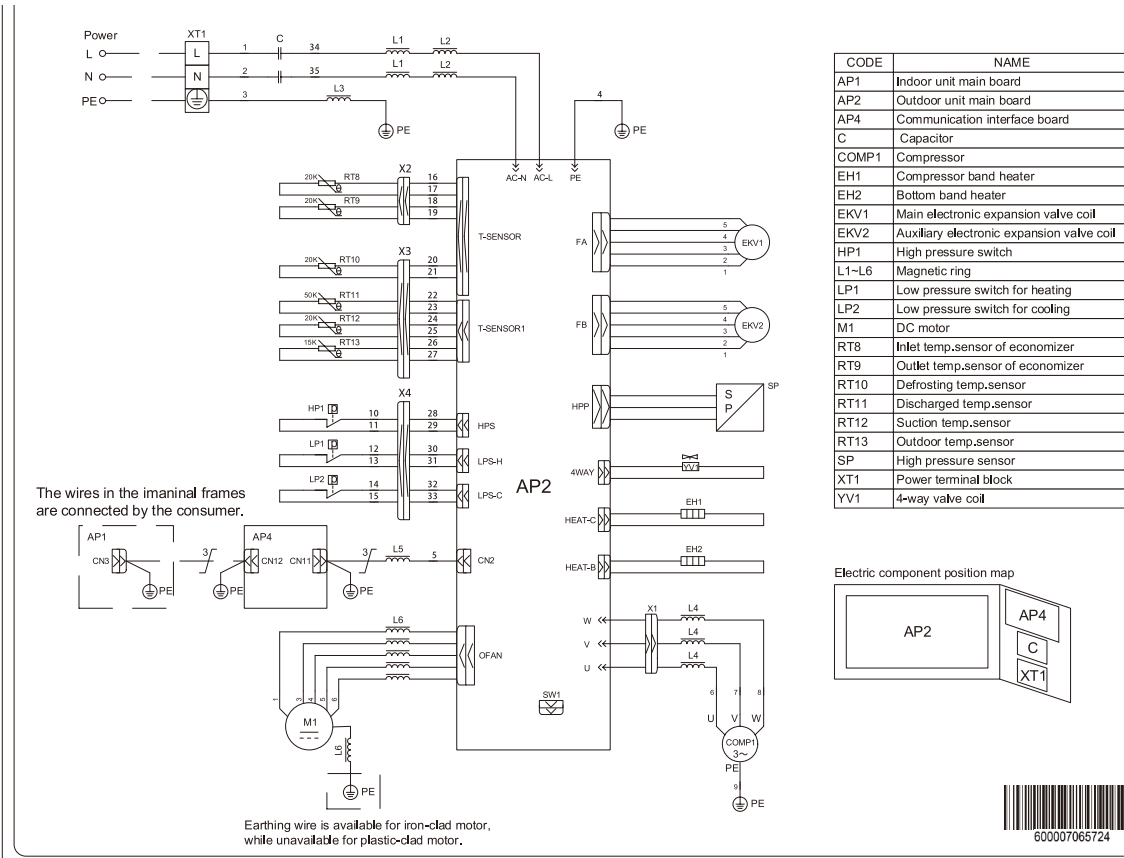 Power
XT1
L
L
1
C
34
L1
L2
N
N
2
35
L1
L2
PE
3
L3
PE
4
PE
AC-N AC-L PE
X2
20K RT8 16
17
20K RT9 18
19
T-SENSOR
X3
20K RT10 20
21
50K RT11 22
23
20K RT12 24
25
15K RT13 26
27
T-SENSOR1
X4
HP1 P 10 28
11 29
HPS
LP1 P 12 30
13 31
LPS-H
LP2 P 14 32
15 33
LPS-C
AP2
The wires in the imaninal frames
are connected by the consumer.
AP1
CN3
PE
3
PE
AP4
CN12 CN11
PE
3
L5
5
CN2
L6
OFAN
1 3 4 5 6
M1
L6
PE
Earthing wire is available for iron-clad motor,
while unavailable for plastic-clad motor.
FA
5
4
3
2
1
EKV1
FB
5
4
3
2
1
EKV2
HPP
S
P
SP
4WAY
YV1
HEAT-C
EH1
HEAT-B
EH2
W
V
U
X1
L4
L4
L4
6 7 8
U V W
COMP1
3~
PE
9
PE
SW1
CODE NAME
AP1 Indoor unit main board
AP2 Outdoor unit main board
AP4 Communication interface board
C Capacitor
COMP1 Compressor
EH1 Compressor band heater
EH2 Bottom band heater
EKV1 Main electronic expansion valve coil
EKV2 Auxiliary electronic expansion valve coil
HP1 High pressure switch
L1~L6 Magnetic ring
LP1 Low pressure switch for heating
LP2 Low pressure switch for cooling
M1 DC motor
RT8 Inlet temp.sensor of economizer
RT9 Outlet temp.sensor of economizer
RT10 Defrosting temp.sensor
RT11 Discharged temp.sensor
RT12 Suction temp.sensor
RT13 Outdoor temp.sensor
SP High pressure sensor
XT1 Power terminal block
YV1 4-way valve coil
Electric component position map
AP2
AP4
C
XT1
600007065724